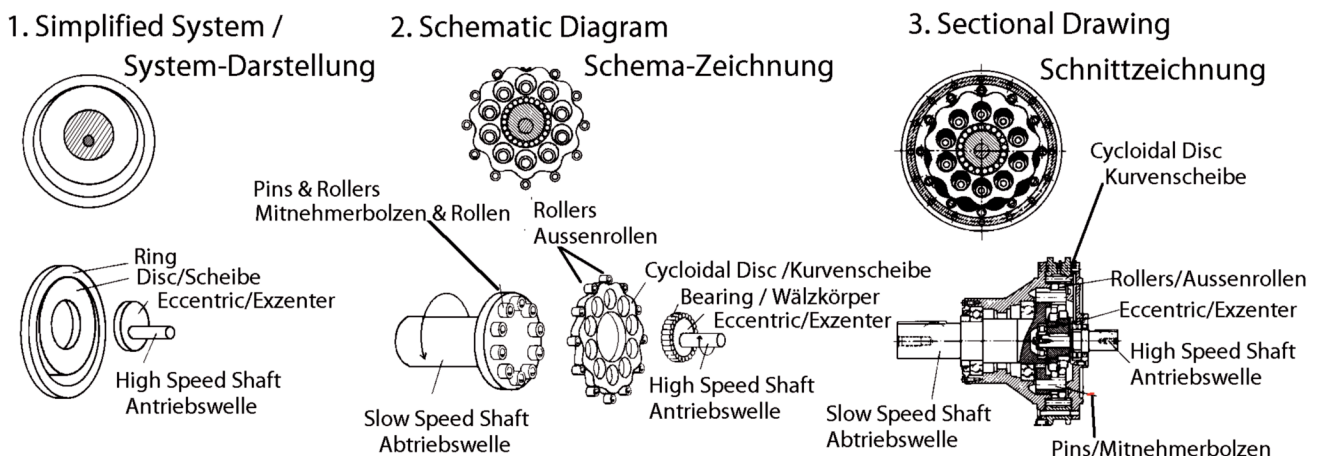 1. Simplified System /
System-Darstellung
Ring
Disc/Scheibe
Eccentric/Exzenter
High Speed Shaft
Antriebswelle
2. Schematic Diagram
Schema-Zeichnung
Pins & Rollers
Mitnehmerbolzen & Rollen
Rollers
Aussenrollen
Cycloidal Disc /Kurvenscheibe
Bearing / Wälzkörper
Eccentric/Exzenter
High Speed Shaft
Antriebswelle
Slow Speed Shaft
Abtriebswelle
3. Sectional Drawing
Schnittzeichnung
Cycloidal Disc
Kurvenscheibe
Rollers/Aussenrollen
Eccentric/Exzenter
High Speed Shaft
Antriebswelle
Slow Speed Shaft
Abtriebswelle
Pins/Mitnehmerbolzen